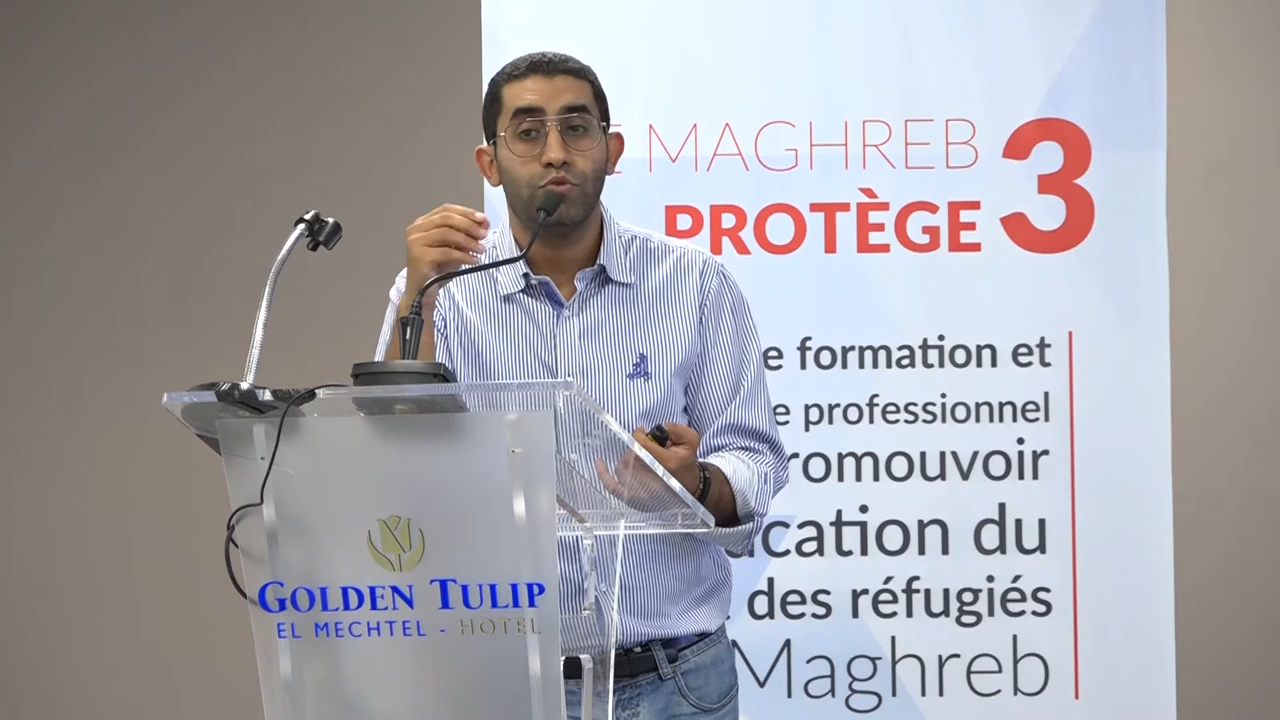 MAGHREB
PROTÈGE 3
e formation et
e professionnel
romouvoir
cation du
des réfugiés
Maghreb
GOLDEN TULIP
EL MECHTEL - HOTEL